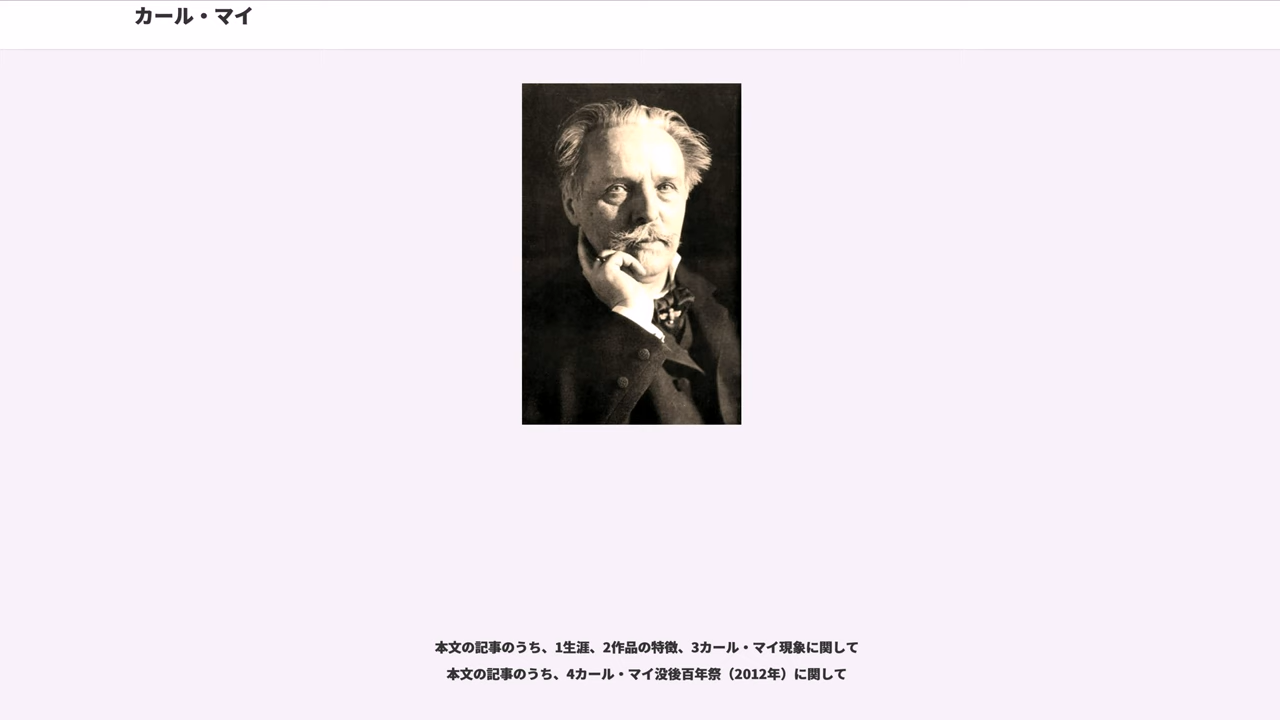 カール・マイ
本文の記事のうち、1生涯、2作品の特徴、3カール・マイ現象に関して
本文の記事のうち、4カール・マイ没後百年祭（2012年）に関して